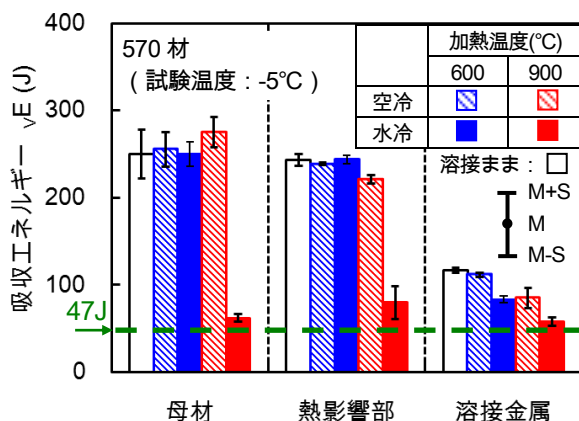 吸収エネルギー vE (J)
400
300
200
100
0
47J
570 材
(試験温度:-5℃)
加熱温度(℃)
600 900
空冷
水冷
溶接まま:
M+S
M
M-S
母材 熱影響部 溶接金属